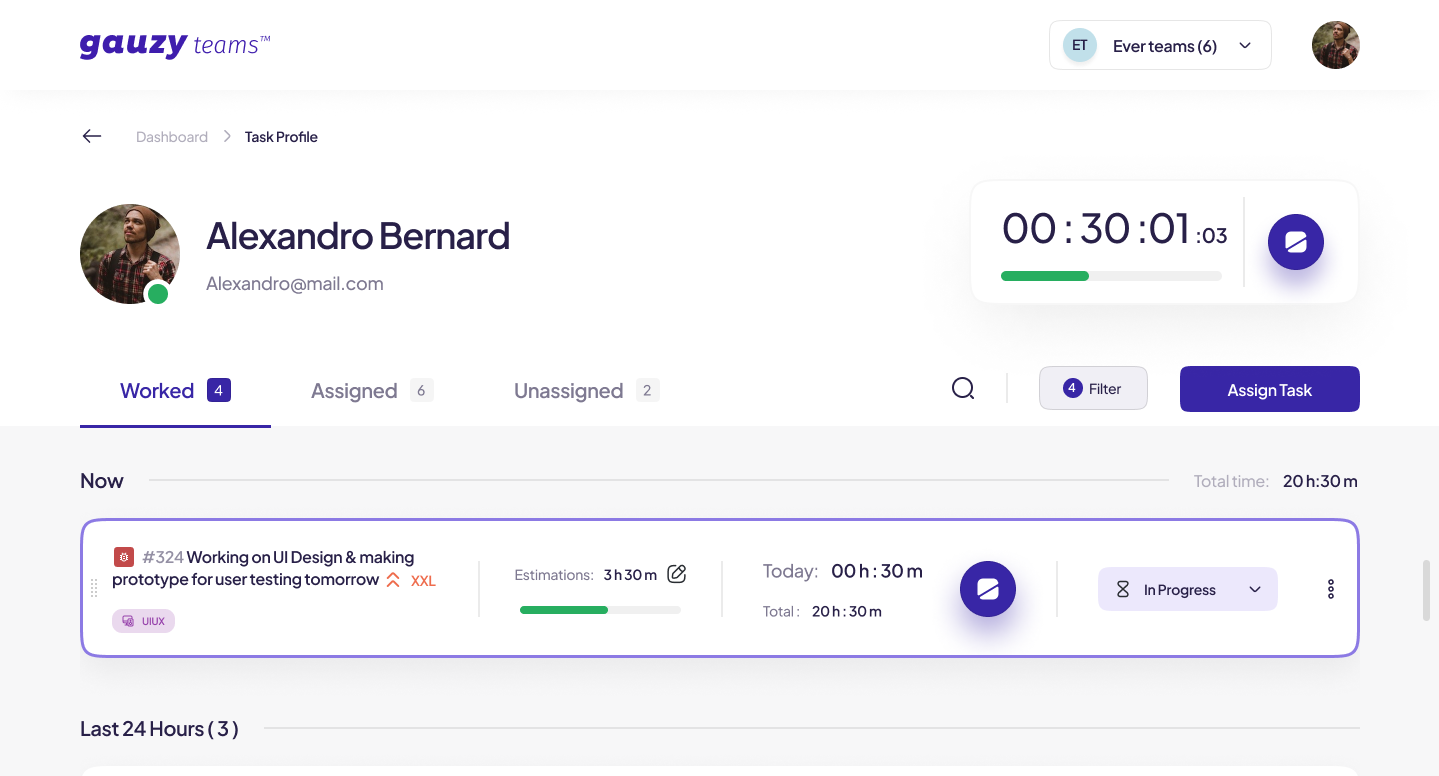 gauzy teams™
ET Ever teams (6)
Dashboard Task Profile
Alexandro Bernard
Alexandro@mail.com
00 : 30 :01 :03
Worked 4 Assigned 6 Unassigned 2
4 Filter
Assign Task
Now
Total time: 20 h:30 m
#324 Working on UI Design & making
prototype for user testing tomorrow XXL
UIUX
Estimations: 3 h 30 m
Today: 00 h : 30 m
Total : 20 h : 30 m
In Progress
Last 24 Hours ( 3 )